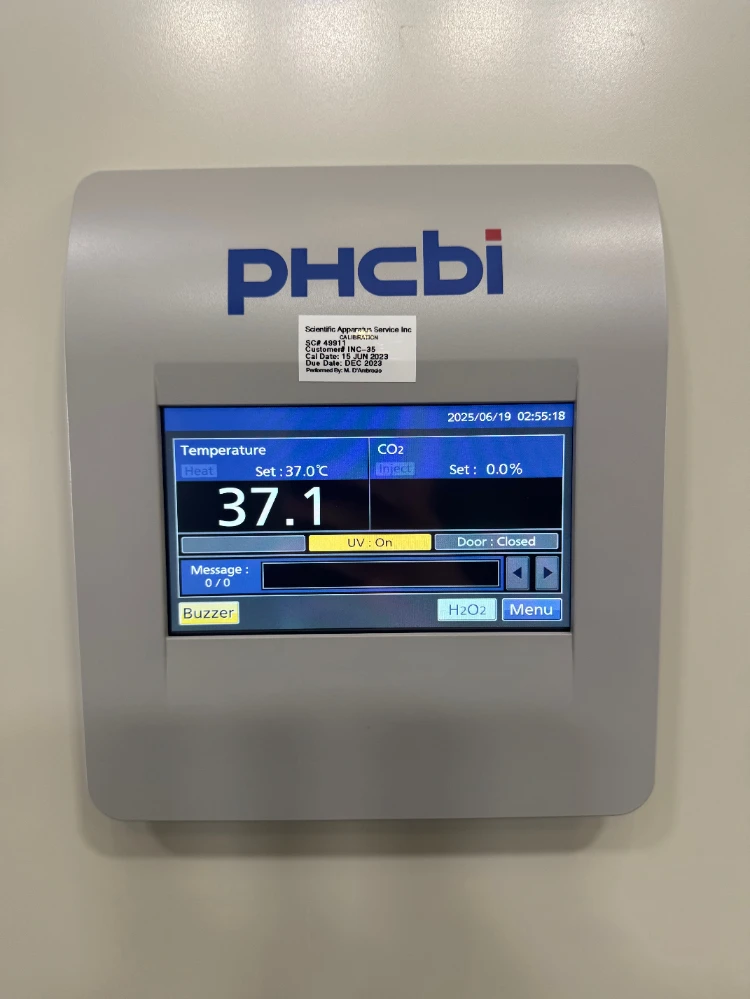 PHCbi
Scientific Apparatus Service Inc
CALIBRATION
SC# 49911
Customer# INC-35
Cal Date: 15 JUN 2023
Due Date: DEC 2023
Performed By: M. D'Ambrosio
2025/06/19 02:55:18
Temperature
CO2
Heat
Set : 37.0℃
Inject
Set : 0.0%
37.1
UV : On
Door : Closed
Message :
0 / 0
Buzzer
H2O2
Menu